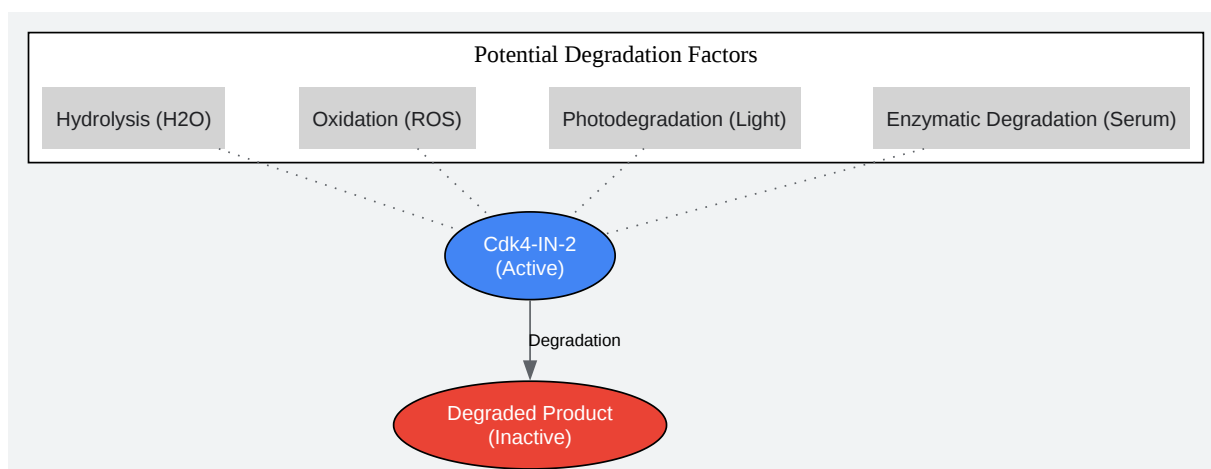 Potential Degradation Factors
Hydrolysis (H2O)
Oxidation (ROS)
Photodegradation (Light)
Enzymatic Degradation (Serum)
Cdk4-IN-2
(Active)
Degradation
Degraded Product
(Inactive)